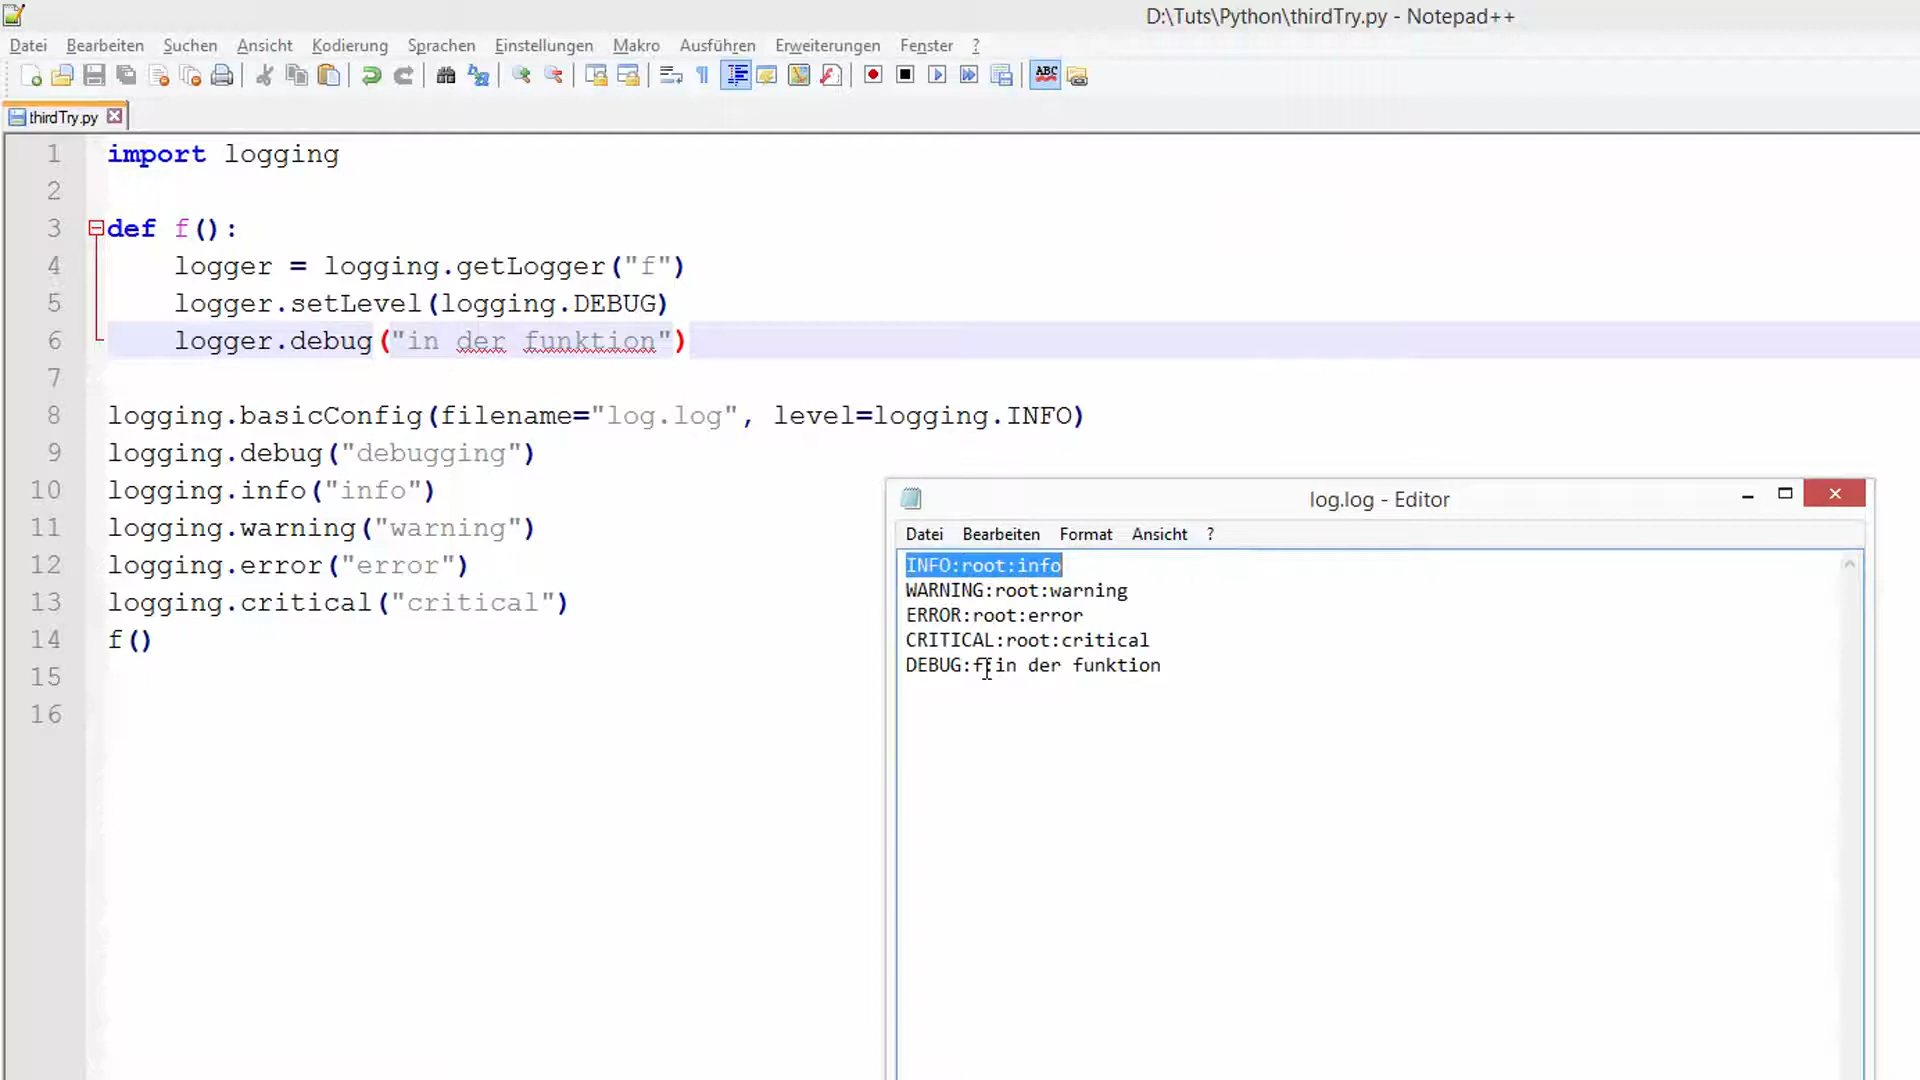 D:\Tuts\Python\thirdTry.py - Notepad++
Datei Bearbeiten Suchen Ansicht Kodierung Sprachen Einstellungen Makro Ausführen Erweiterungen Fenster ?
ABC
thirdTry.py
1 import logging
2
3 def f():
4 logger = logging.getLogger("f")
5 logger.setLevel(logging.DEBUG)
6 logger.debug("in der funktion")
7
8 logging.basicConfig(filename="log.log", level=logging.INFO)
9 logging.debug("debugging")
10 logging.info("info")
11 logging.warning("warning")
12 logging.error("error")
13 logging.critical("critical")
14 f()
15
16
log.log - Editor
Datei Bearbeiten Format Ansicht ?
INFO:root:info
WARNING:root:warning
ERROR:root:error
CRITICAL:root:critical
DEBUG:f:in der funktion